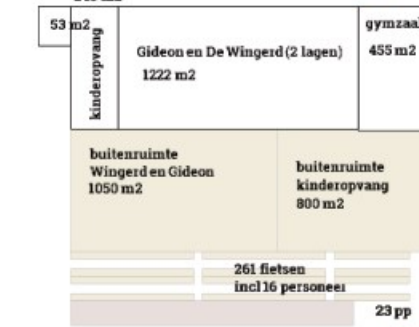 53 m2
kinderopvang
Gideon en De Wingerd (2 lagen)
1222 m2
gymzaal
455 m2
buitenruimte
Wingerd en Gideon
1050 m2
buitenruimte
kinderopvang
800 m2
261 fietsen
incl 16 personeel
23 pp